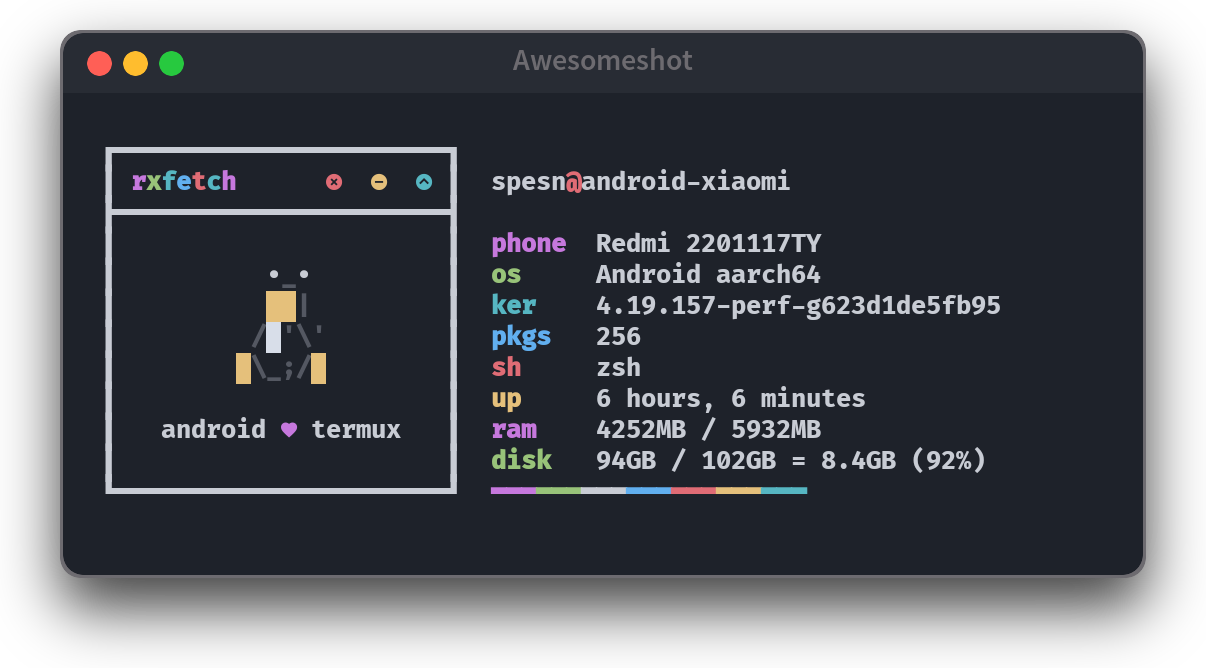 Awesomeshot
rxfetch
spesn@android-xiaomi
phone Redmi 2201117TY
os Android aarch64
ker 4.19.157-perf-g623d1de5fb95
pkgs 256
sh zsh
up 6 hours, 6 minutes
ram 4252MB / 5932MB
disk 94GB / 102GB = 8.4GB (92%)
android ♥ termux